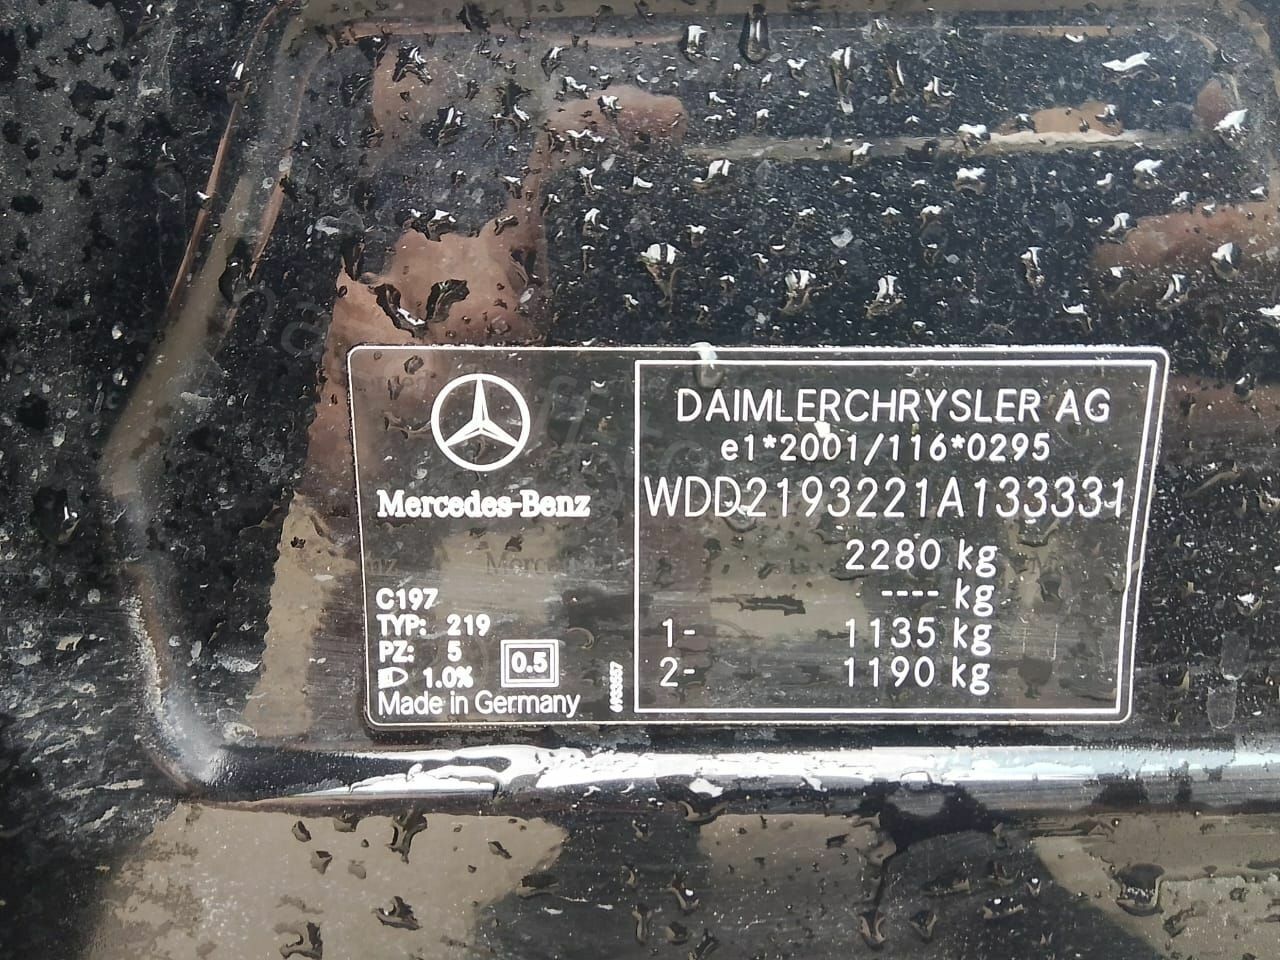 Mercedes-Benz
C197
TYP: 219
PZ: 5
1.0%
0.5
Made in Germany
DAIMLERCHRYSLER AG
e1*2001/116*0295
WDD2193221A133331
2280 kg
---- kg
1- 1135 kg
2- 1190 kg